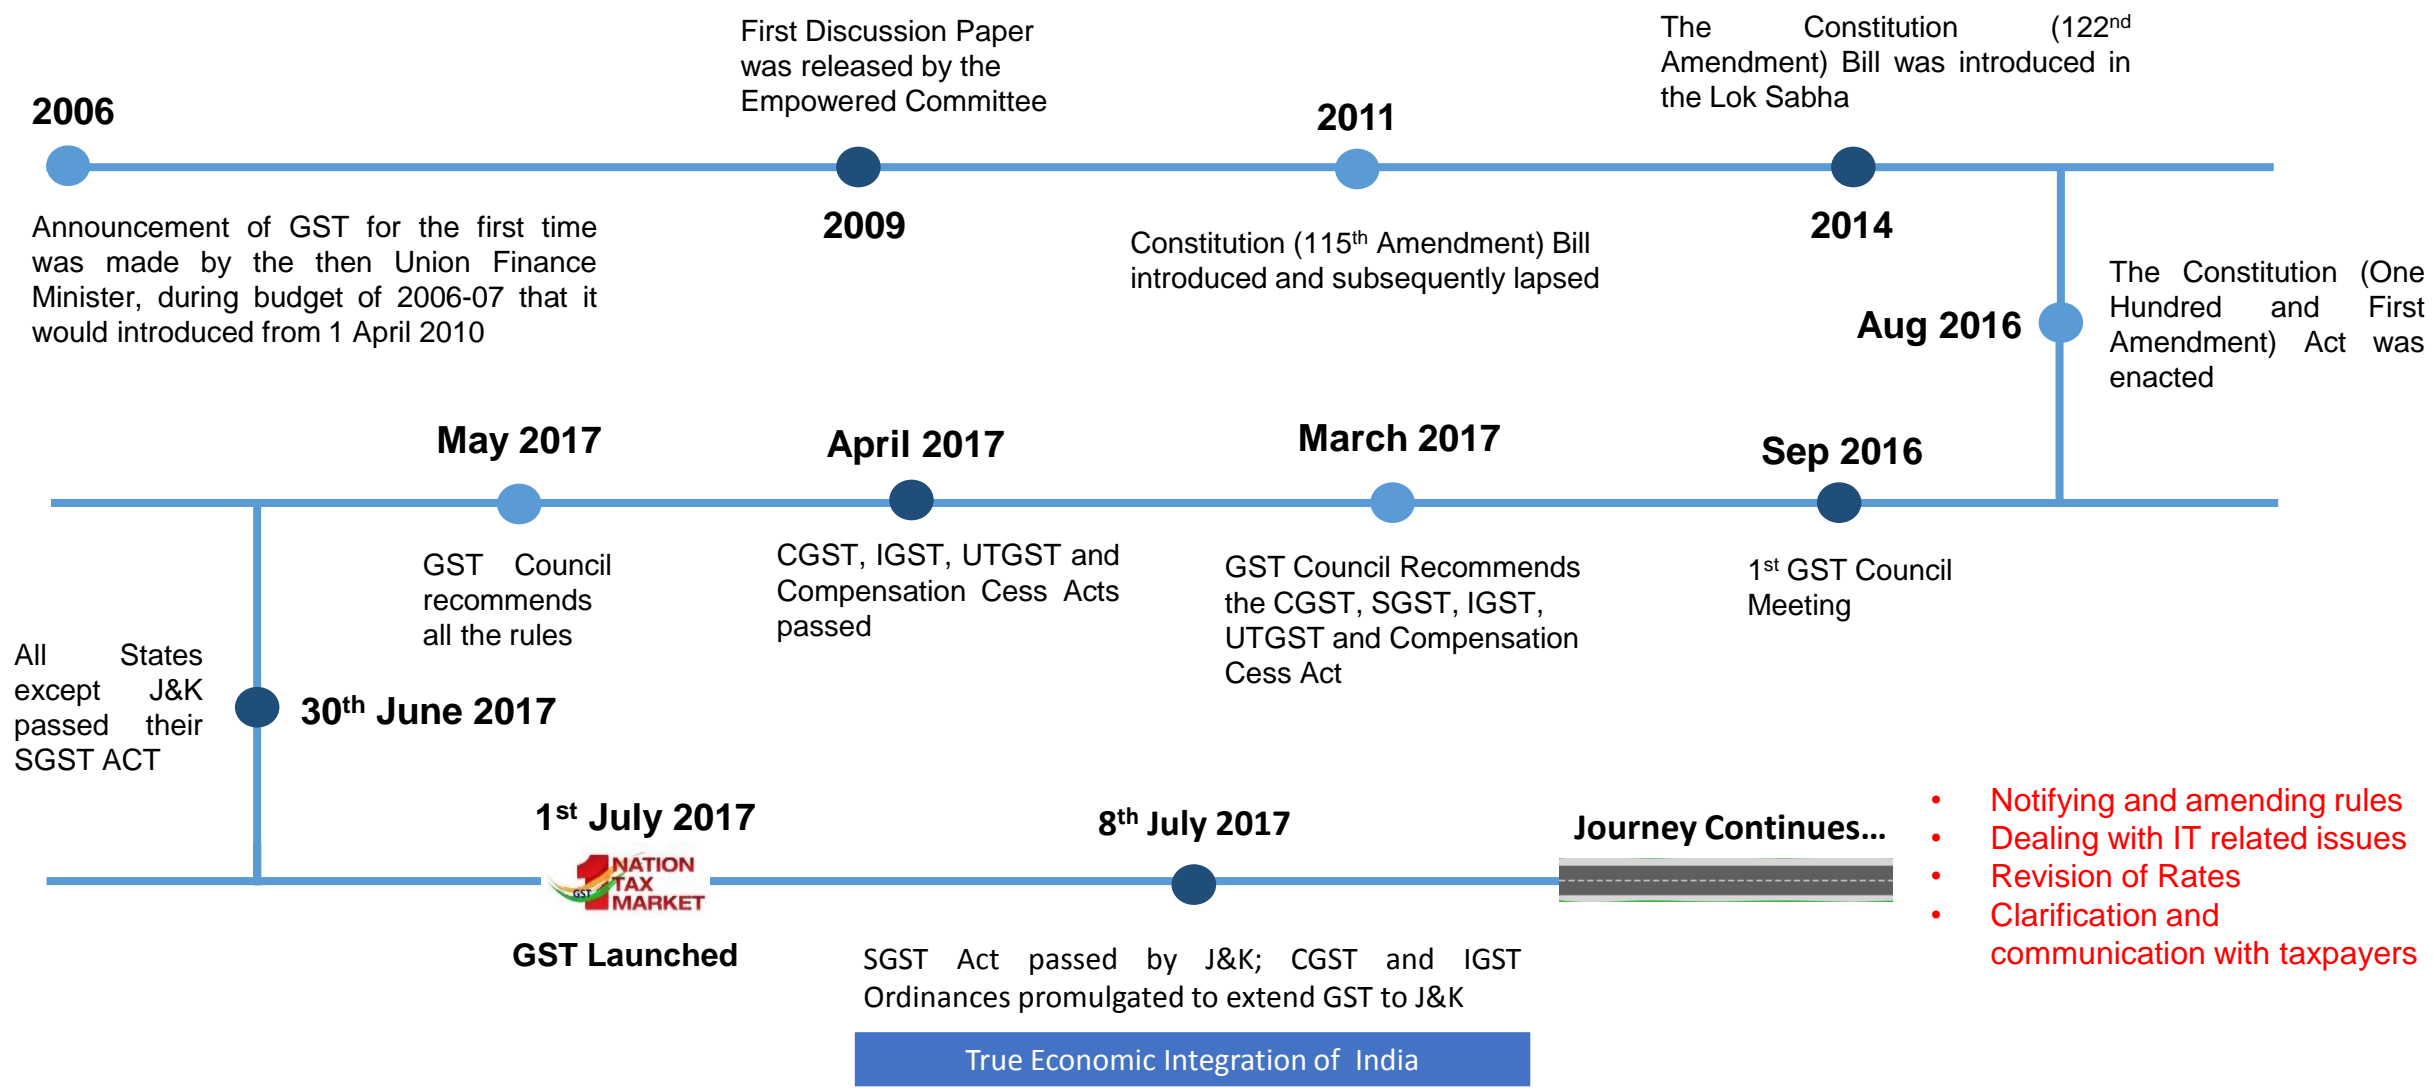 2006
Announcement of GST for the first time
was made by the then Union Finance
Minister, during budget of 2006-07 that it
would introduced from 1 April 2010
First Discussion Paper
was released by the
Empowered Committee
2009
2011
Constitution (115th Amendment) Bill
introduced and subsequently lapsed
The Constitution (122nd
Amendment) Bill was introduced in
the Lok Sabha
2014
Aug 2016
The Constitution (One
Hundred and First
Amendment) Act was
enacted
Sep 2016
1st GST Council
Meeting
March 2017
GST Council Recommends
the CGST, SGST, IGST,
UTGST and Compensation
Cess Act
April 2017
CGST, IGST, UTGST and
Compensation Cess Acts
passed
May 2017
GST Council
recommends
all the rules
All States
except J&K
passed their
SGST ACT
30th June 2017
1st July 2017
1 NATION
TAX
MARKET
GST
GST Launched
8th July 2017
SGST Act passed by J&K; CGST and IGST
Ordinances promulgated to extend GST to J&K
True Economic Integration of India
Journey Continues...
• Notifying and amending rules
• Dealing with IT related issues
• Revision of Rates
• Clarification and
communication with taxpayers